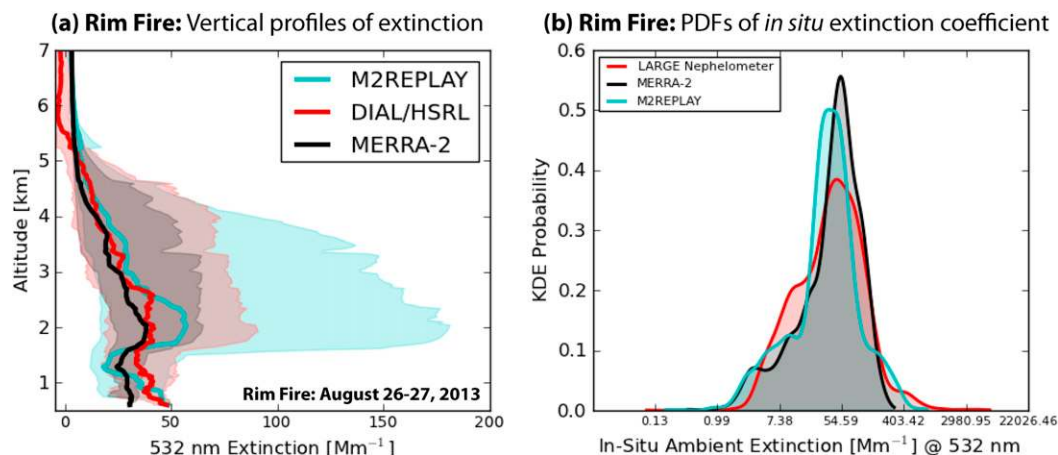 (a) Rim Fire: Vertical profiles of extinction
7
6
5
4
3
2
1
Altitude [km]
M2REPLAY
DIAL/HSRL
MERRA-2
Rim Fire: August 26-27, 2013
0
50
100
150
200
532 nm Extinction [Mm⁻¹]
(b) Rim Fire: PDFs of in situ extinction coefficient
0.6
0.5
0.4
0.3
0.2
0.1
0.0
KDE Probability
LARGE Nephelometer
MERRA-2
M2REPLAY
0.13
0.99
7.38
54.59
403.42
2980.95
22026.46
In-Situ Ambient Extinction [Mm⁻¹] @ 532 nm